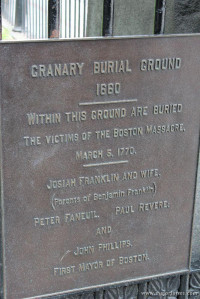 GRANARY BURIAL GROUND
1660
WITHIN THIS GROUND ARE BURIED
THE VICTIMS OF THE BOSTON MASSACRE,
MARCH 5, 1770.
JOSIAH FRANKLIN AND WIFE,
(Parents of Benjamin Franklin)
PETER FANEUIL, PAUL REVERE;
AND
JOHN PHILLIPS,
FIRST MAYOR OF BOSTON.